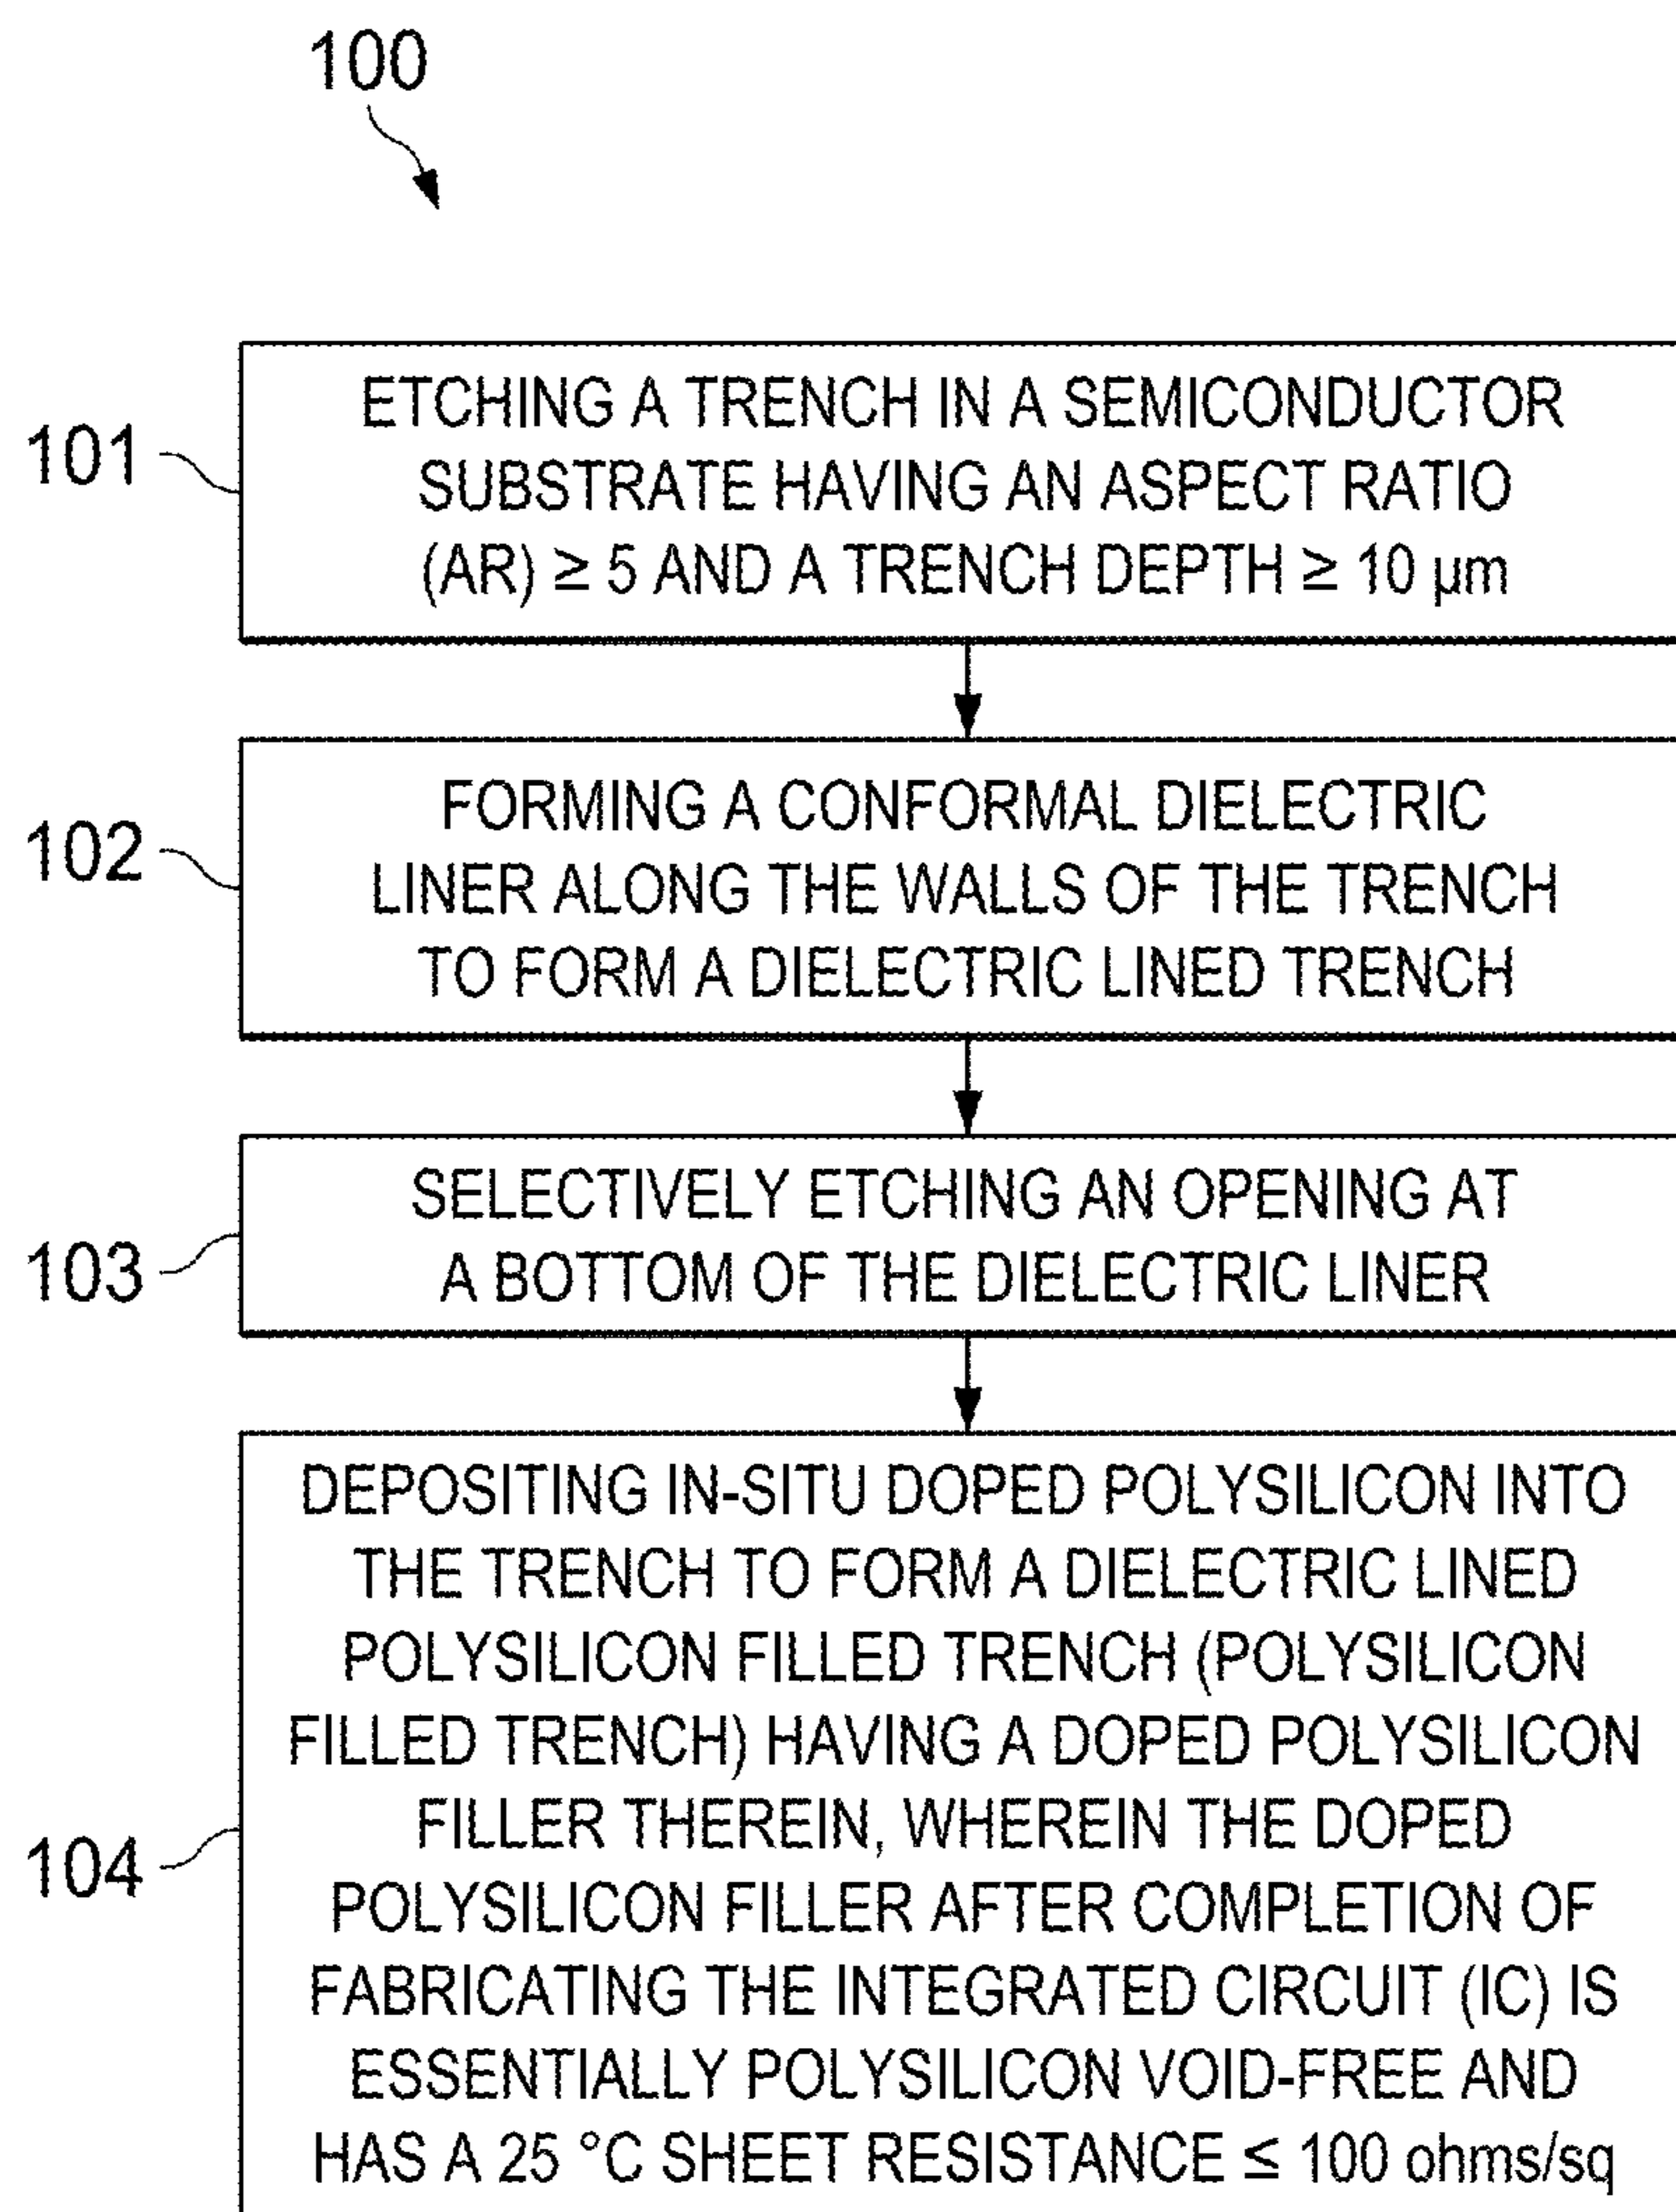 100
101
ETCHING A TRENCH IN A SEMICONDUCTOR
SUBSTRATE HAVING AN ASPECT RATIO
(AR) ≥ 5 AND A TRENCH DEPTH ≥ 10 µm
102
FORMING A CONFORMAL DIELECTRIC
LINER ALONG THE WALLS OF THE TRENCH
TO FORM A DIELECTRIC LINED TRENCH
103
SELECTIVELY ETCHING AN OPENING AT
A BOTTOM OF THE DIELECTRIC LINER
104
DEPOSITING IN-SITU DOPED POLYSILICON INTO
THE TRENCH TO FORM A DIELECTRIC LINED
POLYSILICON FILLED TRENCH (POLYSILICON
FILLED TRENCH) HAVING A DOPED POLYSILICON
FILLER THEREIN, WHEREIN THE DOPED
POLYSILICON FILLER AFTER COMPLETION OF
FABRICATING THE INTEGRATED CIRCUIT (IC) IS
ESSENTIALLY POLYSILICON VOID-FREE AND
HAS A 25 °C SHEET RESISTANCE ≤ 100 ohms/sq